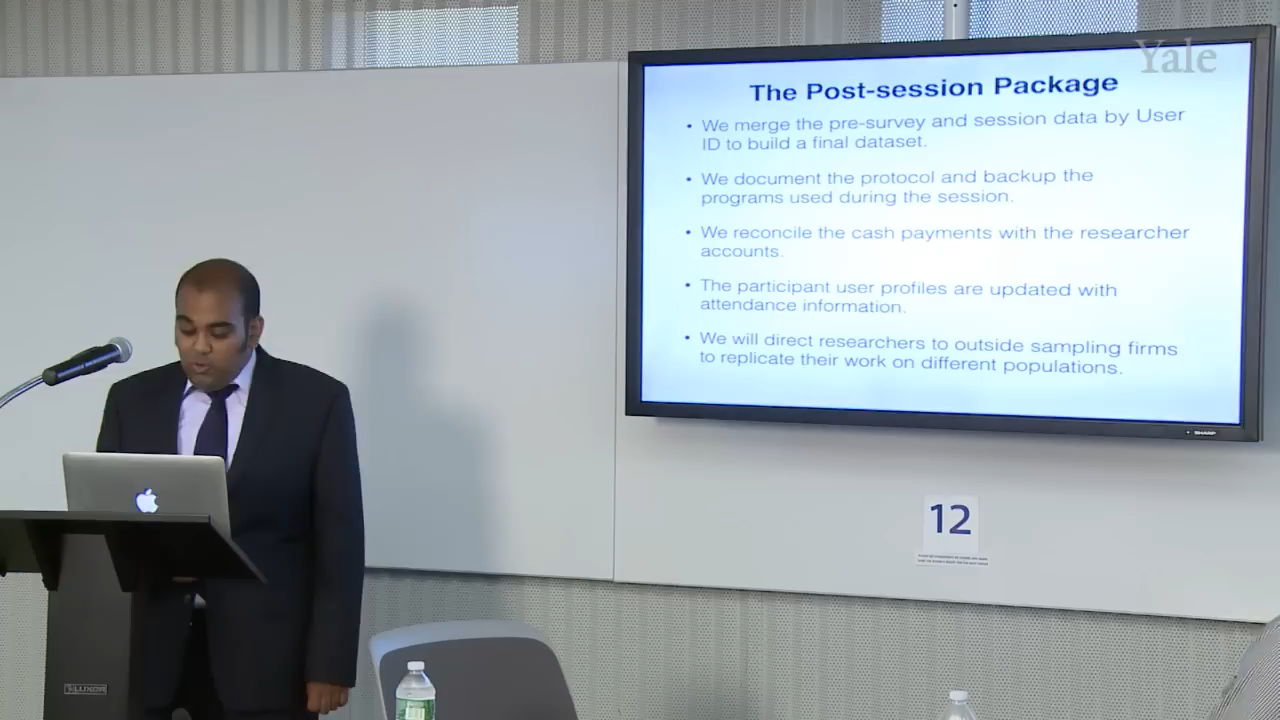 Yale
The Post-session Package
• We merge the pre-survey and session data by User
ID to build a final dataset.
• We document the protocol and backup the
programs used during the session.
• We reconcile the cash payments with the researcher
accounts.
• The participant user profiles are updated with
attendance information.
• We will direct researchers to outside sampling firms
to replicate their work on different populations.
SHARP
12
LUXOR